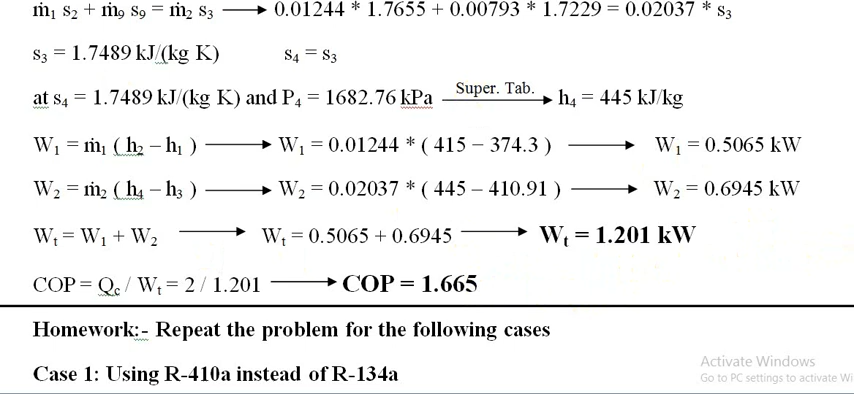 ṁ₁ s₂ + ṁ₉ s₉ = ṁ₂ s₃ ⟶ 0.01244 * 1.7655 + 0.00793 * 1.7229 = 0.02037 * s₃
s₃ = 1.7489 kJ/(kg K) s₄ = s₃
at s₄ = 1.7489 kJ/(kg K) and P₄ = 1682.76 kPa Super. Tab. ⟶ h₄ = 445 kJ/kg
W₁ = ṁ₁ ( h₂ – h₁ ) ⟶ W₁ = 0.01244 * ( 415 – 374.3 ) ⟶ W₁ = 0.5065 kW
W₂ = ṁ₂ ( h₄ – h₃ ) ⟶ W₂ = 0.02037 * ( 445 – 410.91 ) ⟶ W₂ = 0.6945 kW
Wₜ = W₁ + W₂ ⟶ Wₜ = 0.5065 + 0.6945 ⟶ Wₜ = 1.201 kW
COP = Q_c / Wₜ = 2 / 1.201 ⟶ COP = 1.665
Homework:- Repeat the problem for the following cases
Case 1: Using R-410a instead of R-134a
Activate Windows
Go to PC settings to activate Wi